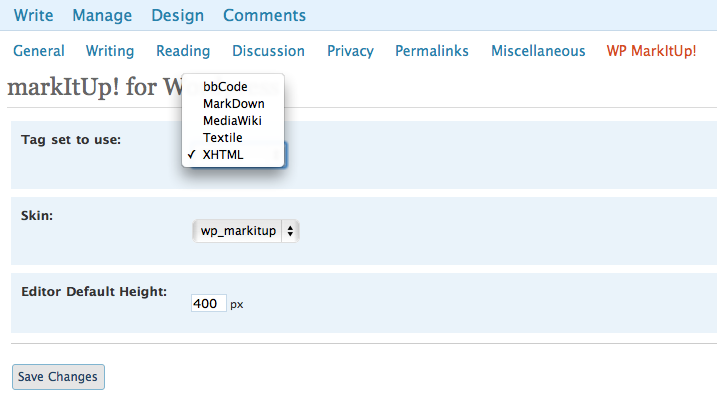 Write Manage Design Comments
General Writing Reading Discussion Privacy Permalinks Miscellaneous WP MarkItUp!
markItUp! for W
bbCode
MarkDown
MediaWiki
Textile
Tag set to use:
✓ XHTML
Skin:
wp_markitup
Editor Default Height:
400 px
Save Changes